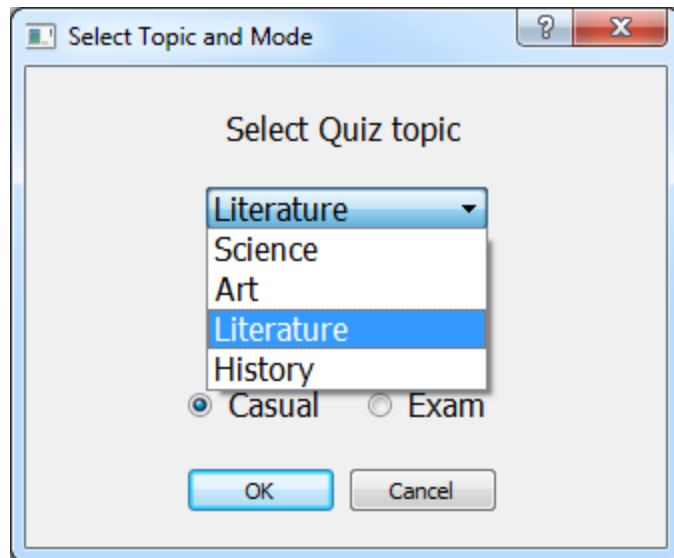 Select Topic and Mode
?
Select Quiz topic
Literature
Science
Art
Literature
History
Casual Exam
OK Cancel